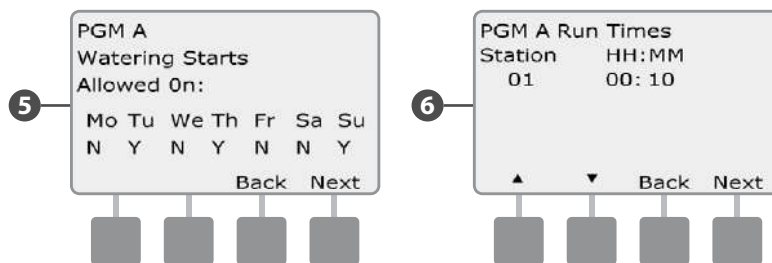 5
PGM A
Watering Starts
Allowed 0n:
Mo Tu We Th Fr Sa Su
N Y N Y N N Y
Back Next
6
PGM A Run Times
Station HH:MM
01 00: 10
▲ ▼ Back Next